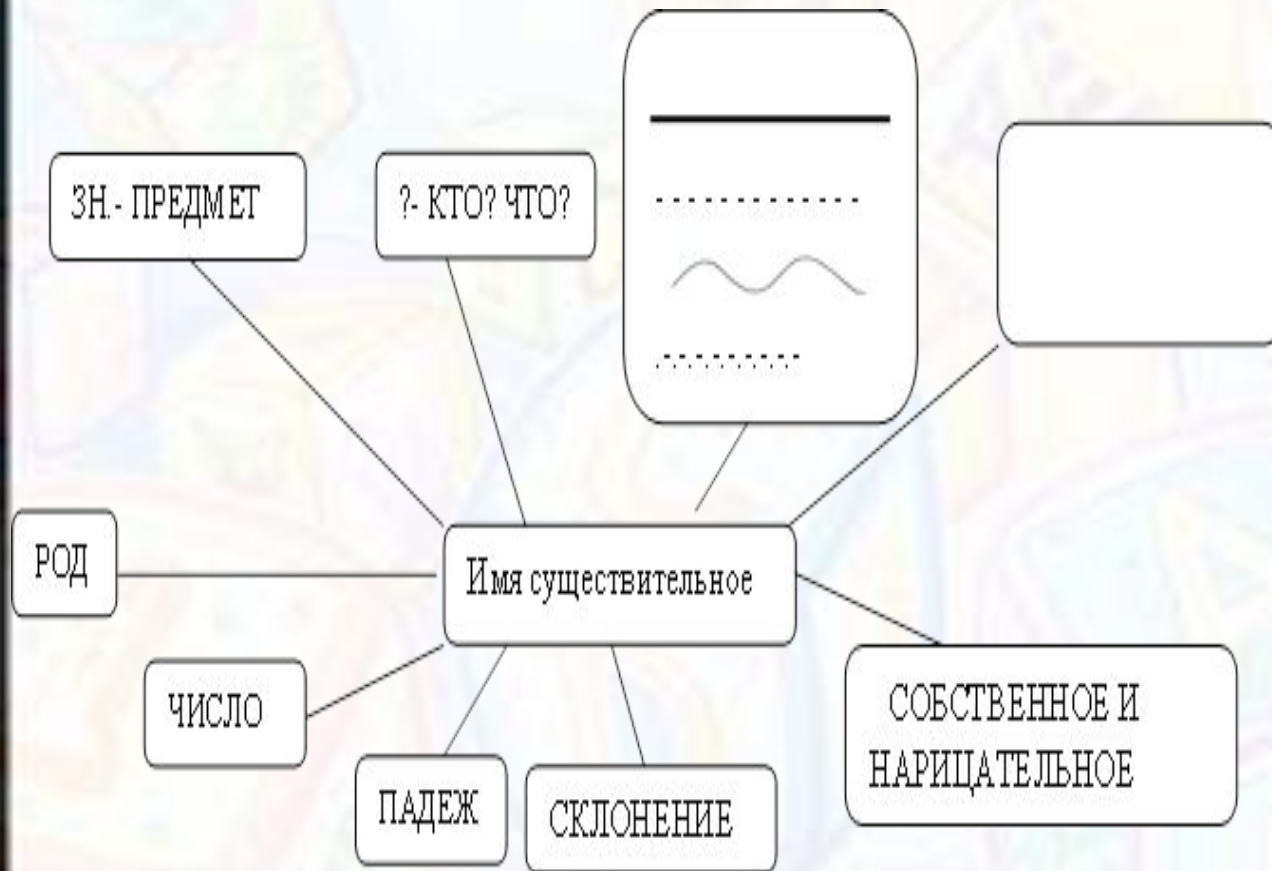 ЗН.- ПРЕДМЕТ
?- КТО? ЧТО?
РОД
Имя существительное
ЧИСЛО
ПАДЕЖ
СКЛОНЕНИЕ
СОБСТВЕННОЕ И
НАРИЦАТЕЛЬНОЕ